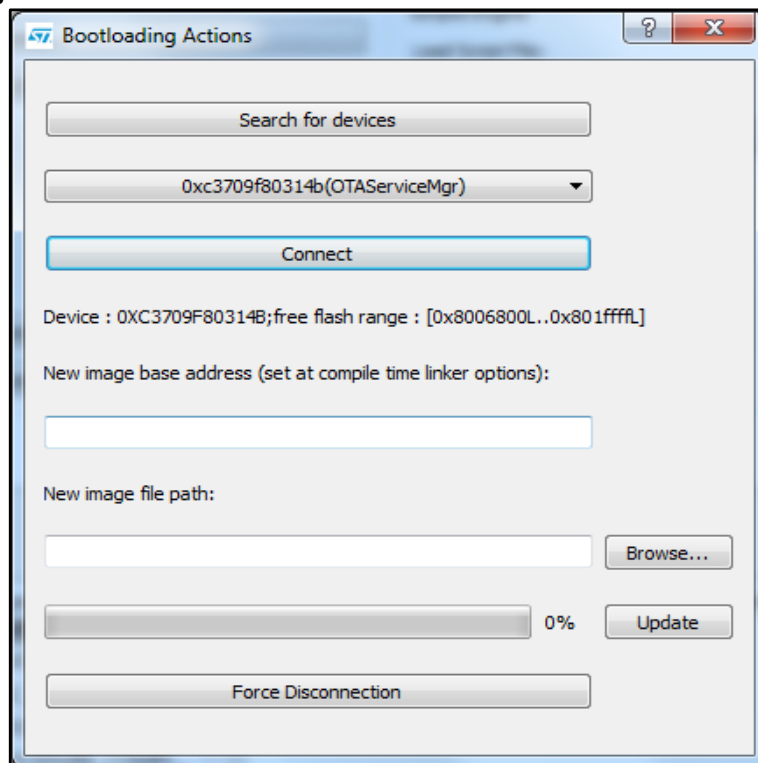 Bootloading Actions
Search for devices
0xc3709f80314b(OTAServiceMgr)
Connect
Device : 0XC3709F80314B;free flash range : [0x8006800L..0x801ffffL]
New image base address (set at compile time linker options):
New image file path:
Browse...
0% Update
Force Disconnection